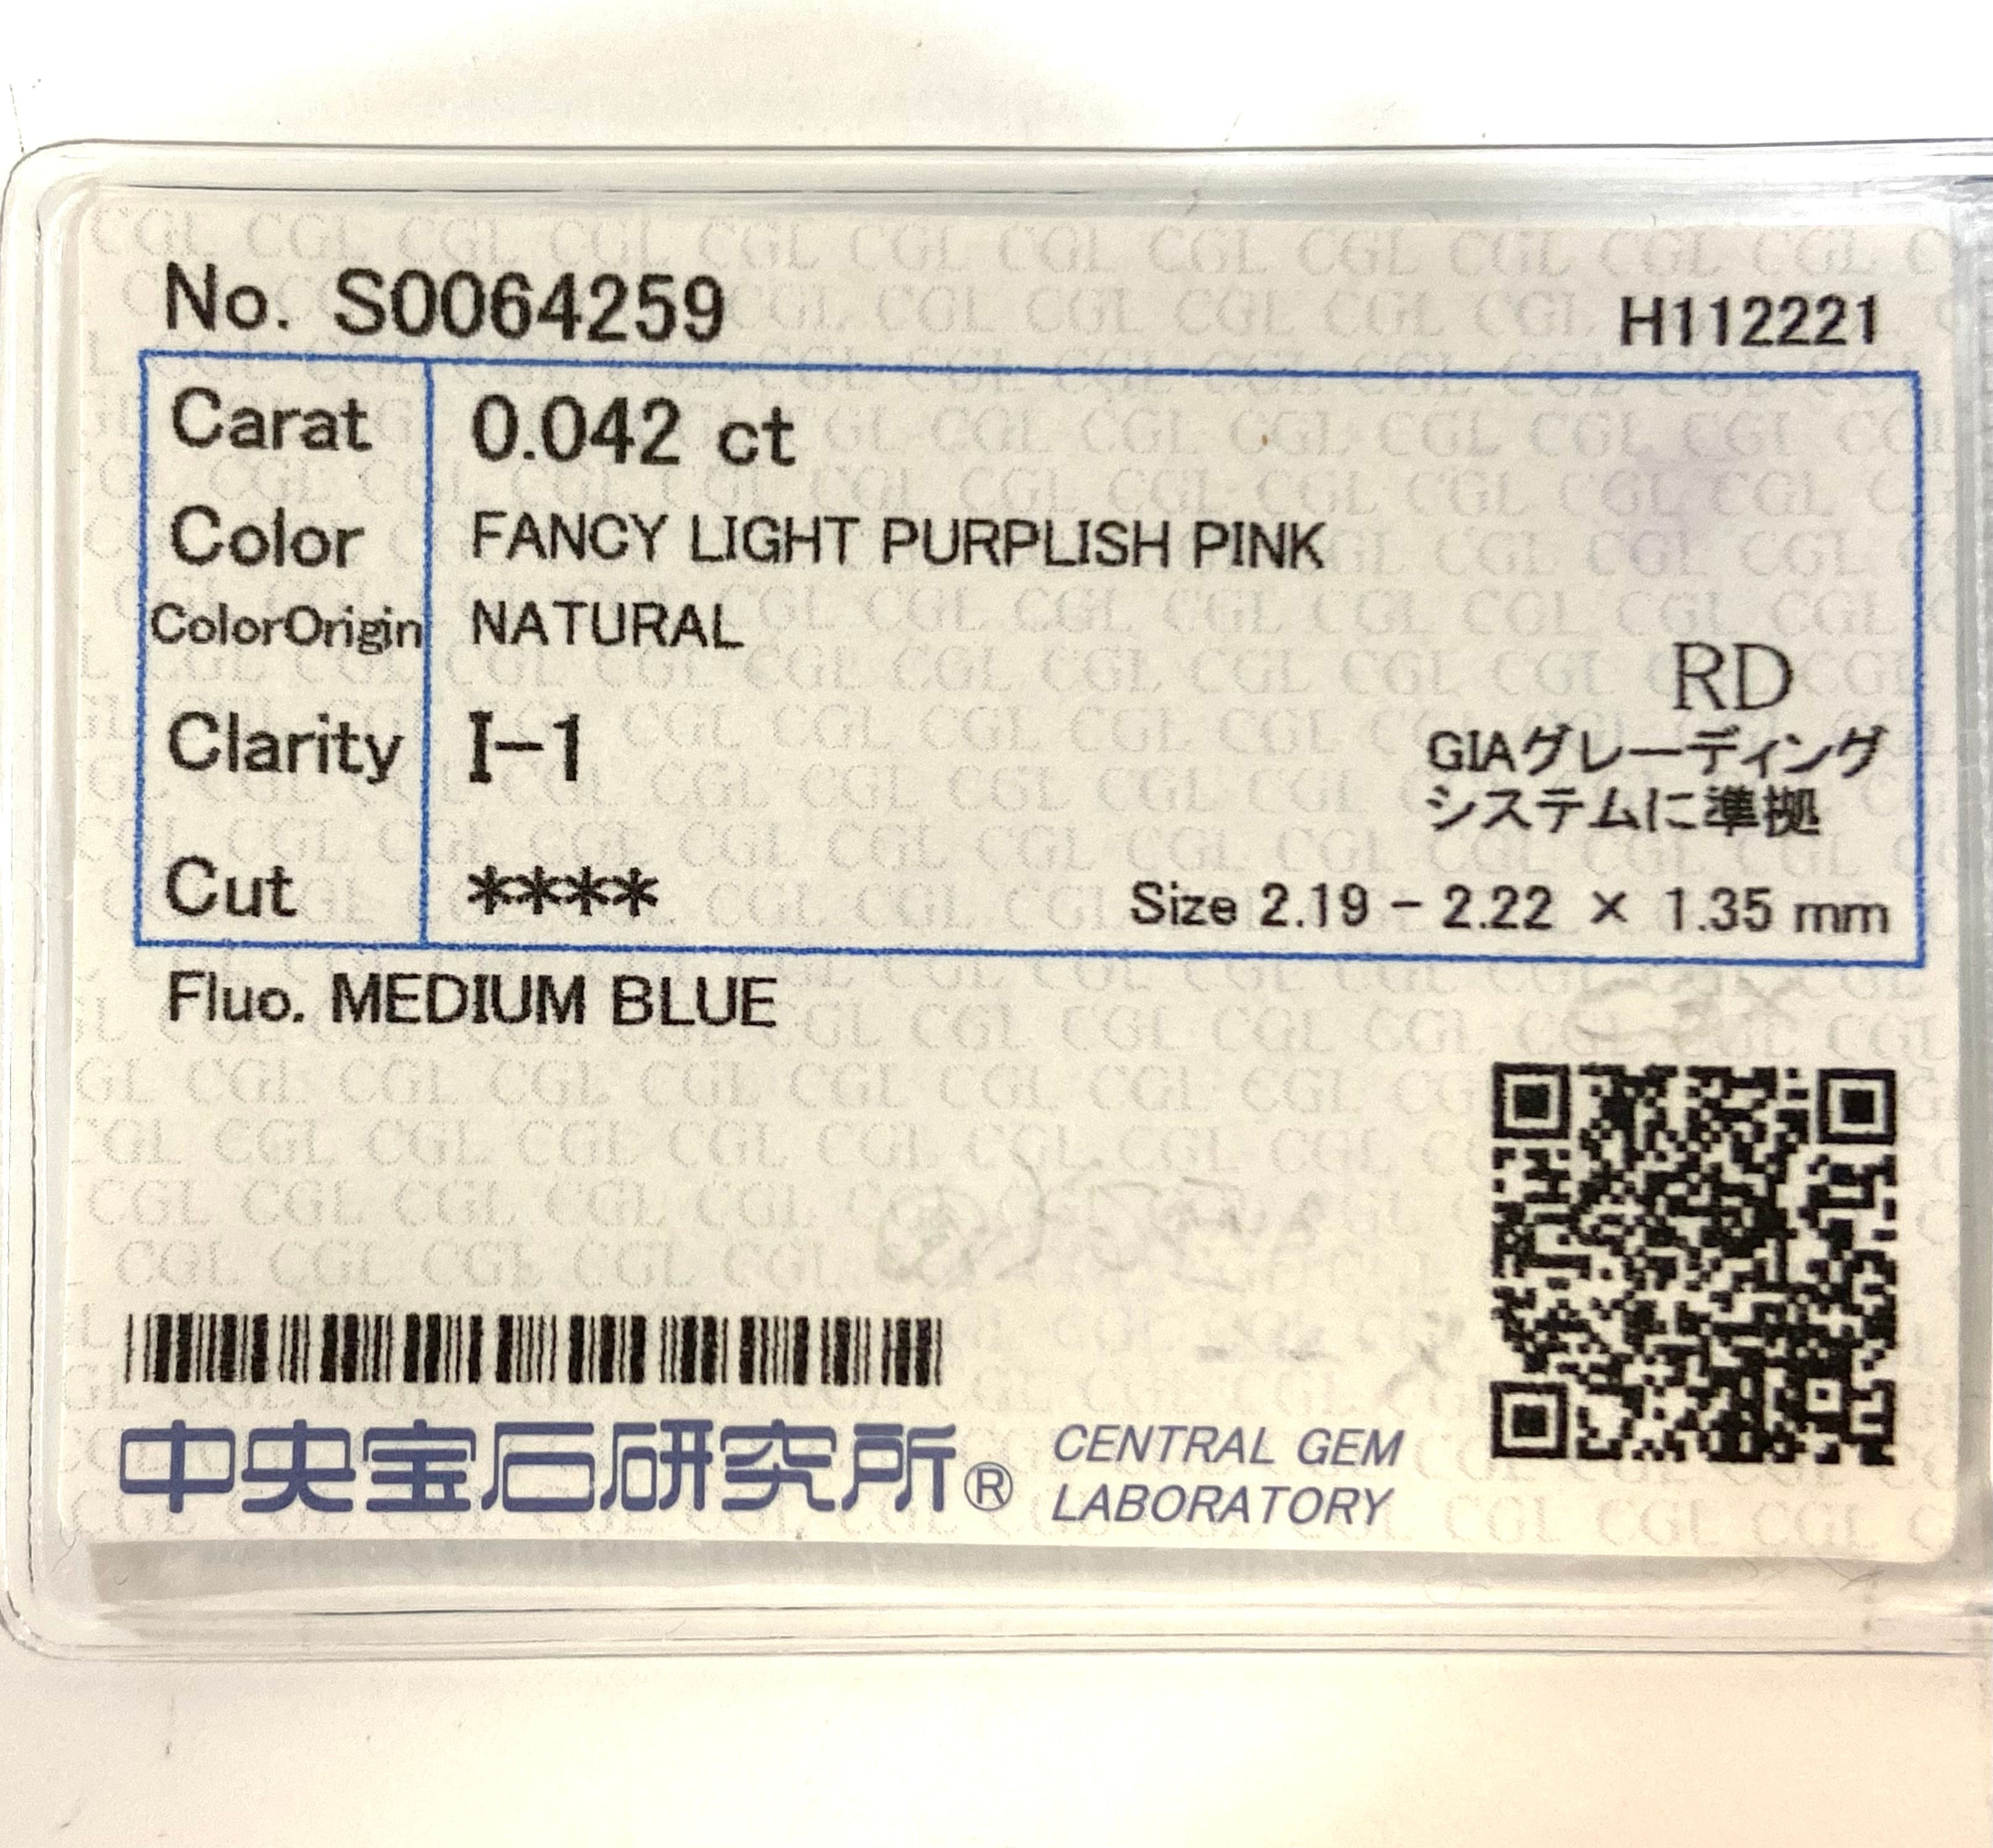 No. S0064259
H112221
Carat 0.042 ct
Color FANCY LIGHT PURPLISH PINK
ColorOrigin NATURAL
RD
Clarity I-1
GIAグレーディング
システムに準拠
Cut ****
Size 2.19 - 2.22 × 1.35 mm
Fluo. MEDIUM BLUE
中央宝石研究所®
CENTRAL GEM
LABORATORY